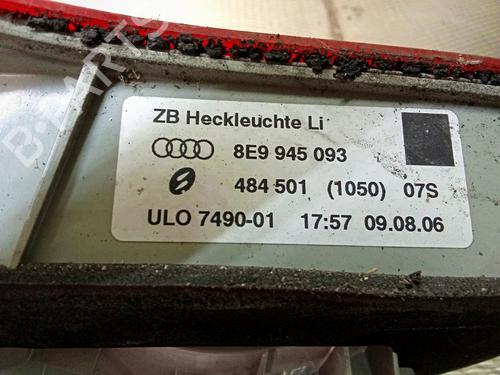 ZB Heckleuchte Li
8E9 945 093
484 501 (1050) 07S
ULO 7490-01 17:57 09.08.06